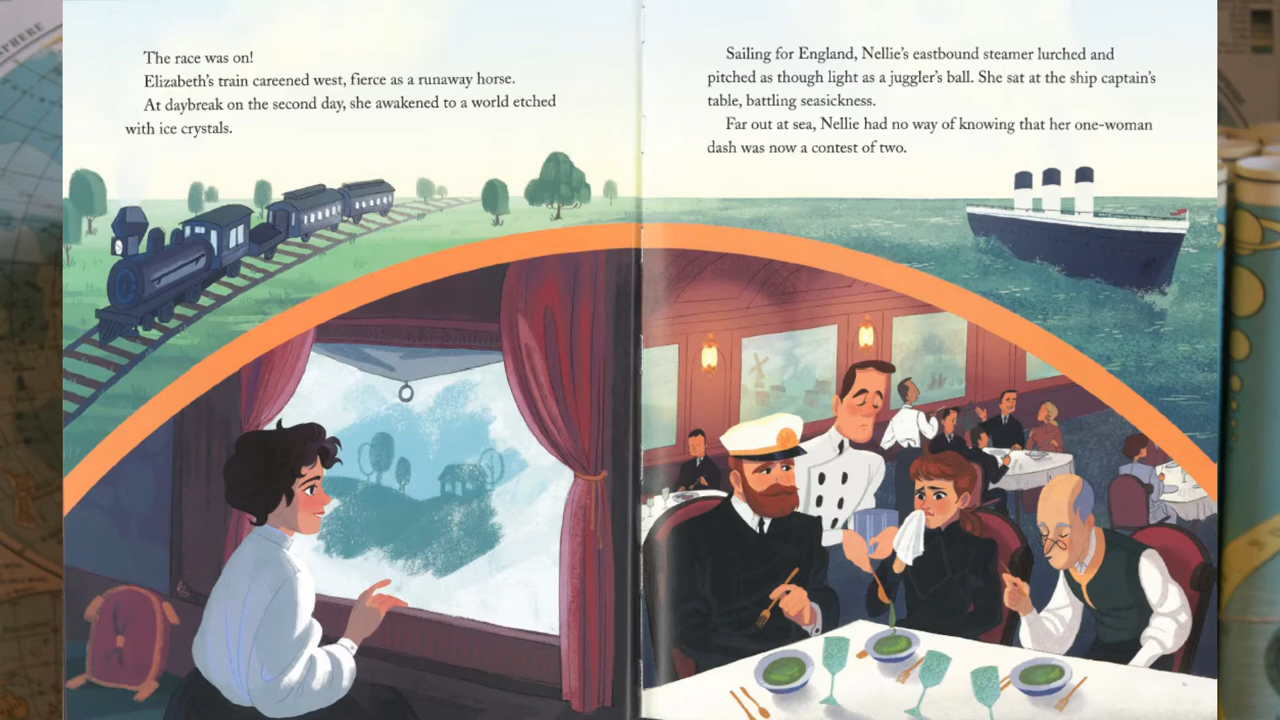 SPHERE
The race was on!
Elizabeth's train careened west, fierce as a runaway horse.
At daybreak on the second day, she awakened to a world etched
with ice crystals.
Sailing for England, Nellie's eastbound steamer lurched and
pitched as though light as a juggler's ball. She sat at the ship captain's
table, battling seasickness.
Far out at sea, Nellie had no way of knowing that her one-woman
dash was now a contest of two.